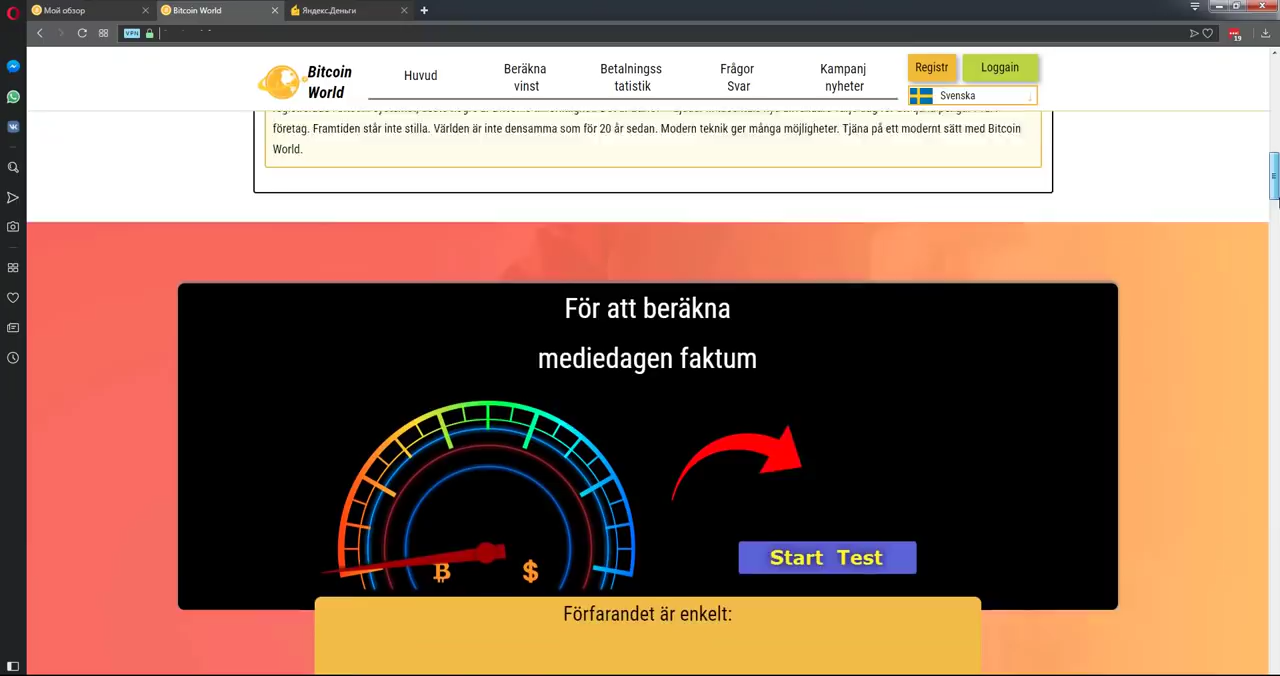 Мой обзор
Bitcoin World
Яндекс.Деньги
VPN
19
Bitcoin
World
Huvud
Beräkna
vinst
Betalningss
tatistik
Frågor
Svar
Kampanj
nyheter
Registr
Loggain
Svenska
företag. Framtiden står inte stilla. Världen är inte densamma som för 20 år sedan. Modern teknik ger många möjligheter. Tjäna på ett modernt sätt med Bitcoin
World.
För att beräkna
mediedagen faktum
B $
Start Test
Förfarandet är enkelt: